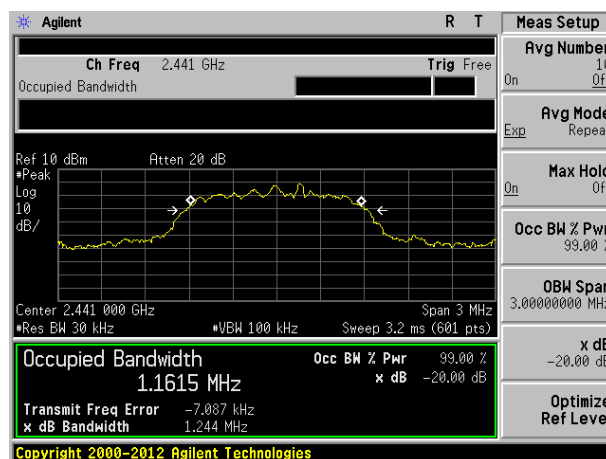 Agilent R T Meas Setup
Ch Freq 2.441 GHz Trig Free
Occupied Bandwidth
Avg Number
On
Avg Mode
Exp Repea
Ref 10 dBm Atten 20 dB
#Peak
Log
10
dB/
Max Hold
On
Occ BW % Pwr
99.00 %
OBW Span
3.00000000 MHz
Center 2.441 000 GHz Span 3 MHz
#Res BW 30 kHz #VBW 100 kHz Sweep 3.2 ms (601 pts)
Occupied Bandwidth Occ BW % Pwr 99.00 %
1.1615 MHz x dB -20.00 dB
Transmit Freq Error -7.087 kHz
x dB Bandwidth 1.244 MHz
x dB
-20.00 dB
Optimize
Ref Level
Copyright 2000-2012 Agilent Technologies